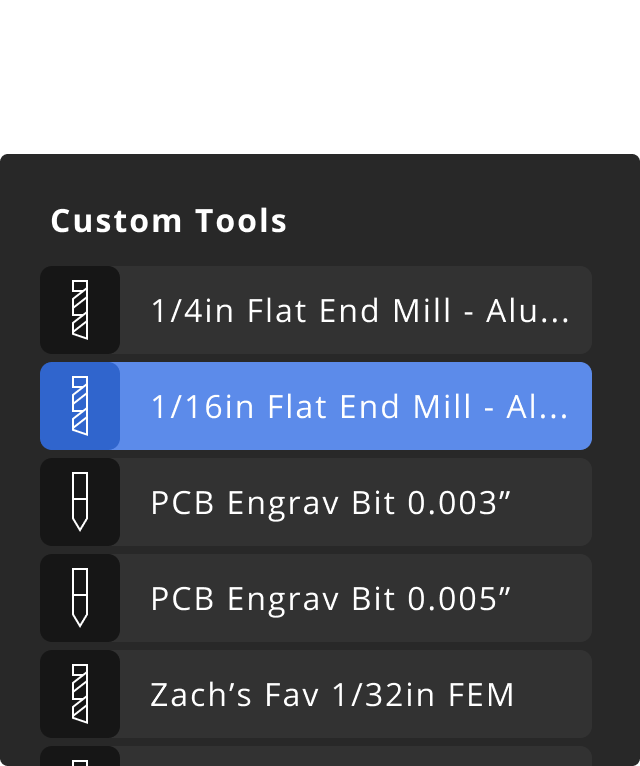 Custom Tools
1/4in Flat End Mill - Alu...
1/16in Flat End Mill - Al...
PCB Engrav Bit 0.003”
PCB Engrav Bit 0.005”
Zach’s Fav 1/32in FEM